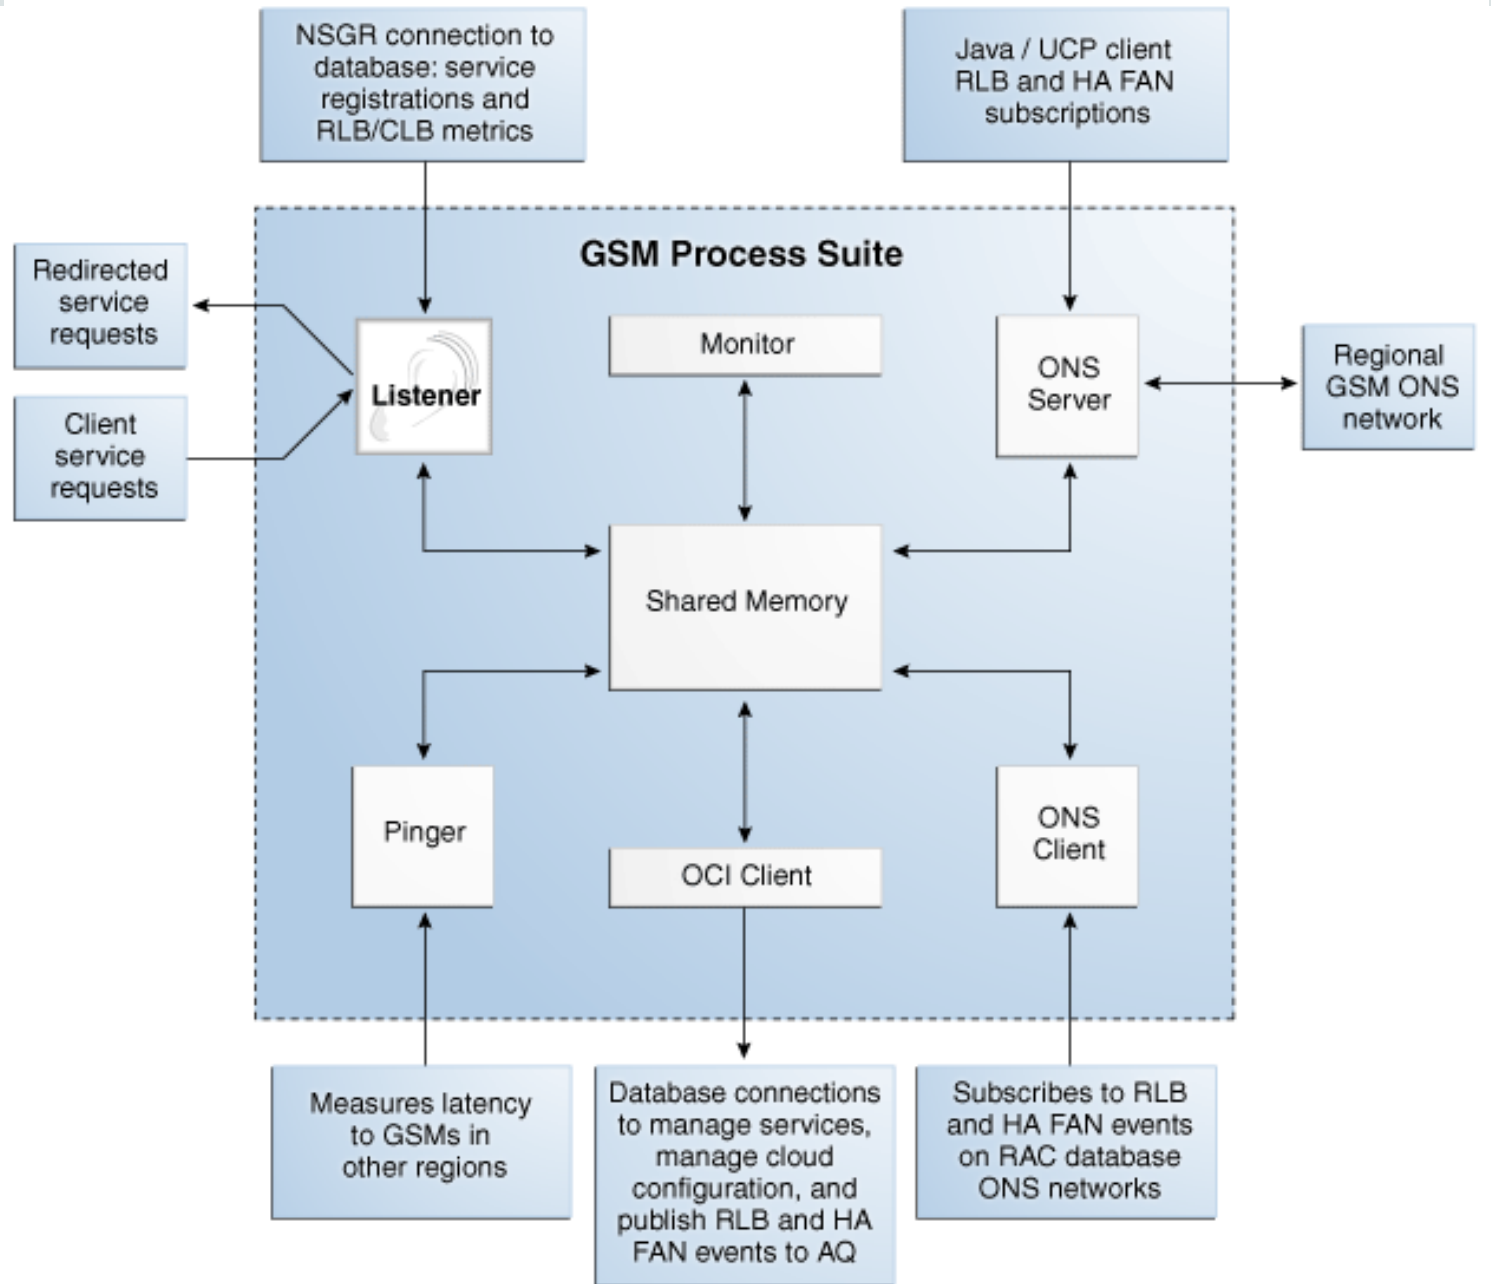 NSGR connection to
database: service
registrations and
RLB/CLB metrics
Java / UCP client
RLB and HA FAN
subscriptions
GSM Process Suite
Redirected
service
requests
Client
service
requests
Listener
Monitor
ONS
Server
Regional
GSM ONS
network
Shared Memory
Pinger
OCI Client
ONS
Client
Measures latency
to GSMs in
other regions
Database connections
to manage services,
manage cloud
configuration, and
publish RLB and HA
FAN events to AQ
Subscribes to RLB
and HA FAN events
on RAC database
ONS networks